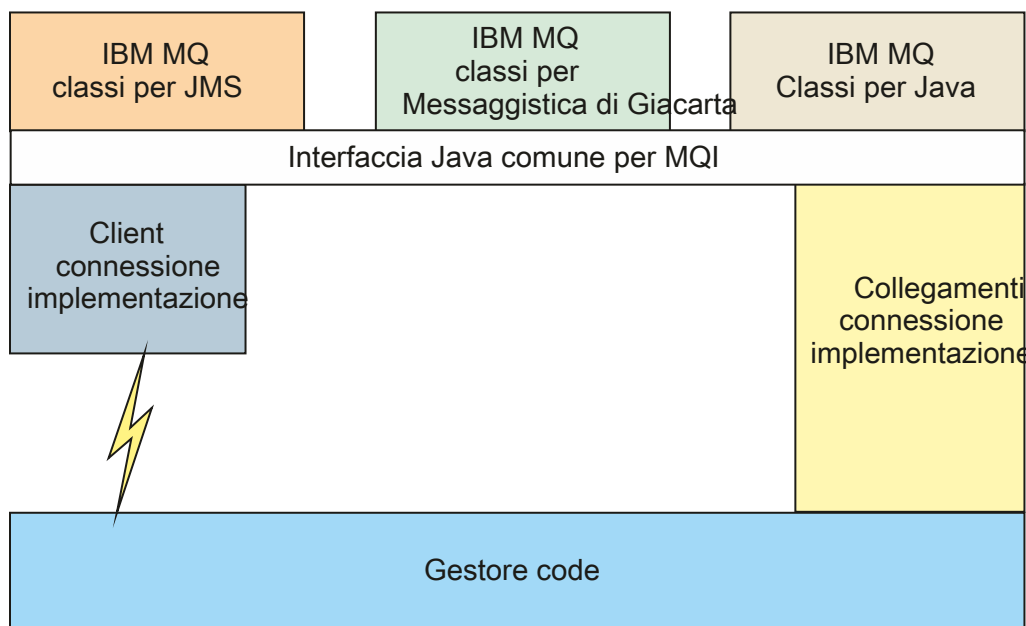 IBM MQ
classi per JMS
IBM MQ
classi per
Messaggistica di Giacarta
IBM MQ
Classi per Java
Interfaccia Java comune per MQI
Client
connessione
implementazione
Collegamenti
connessione
implementazione
Gestore code